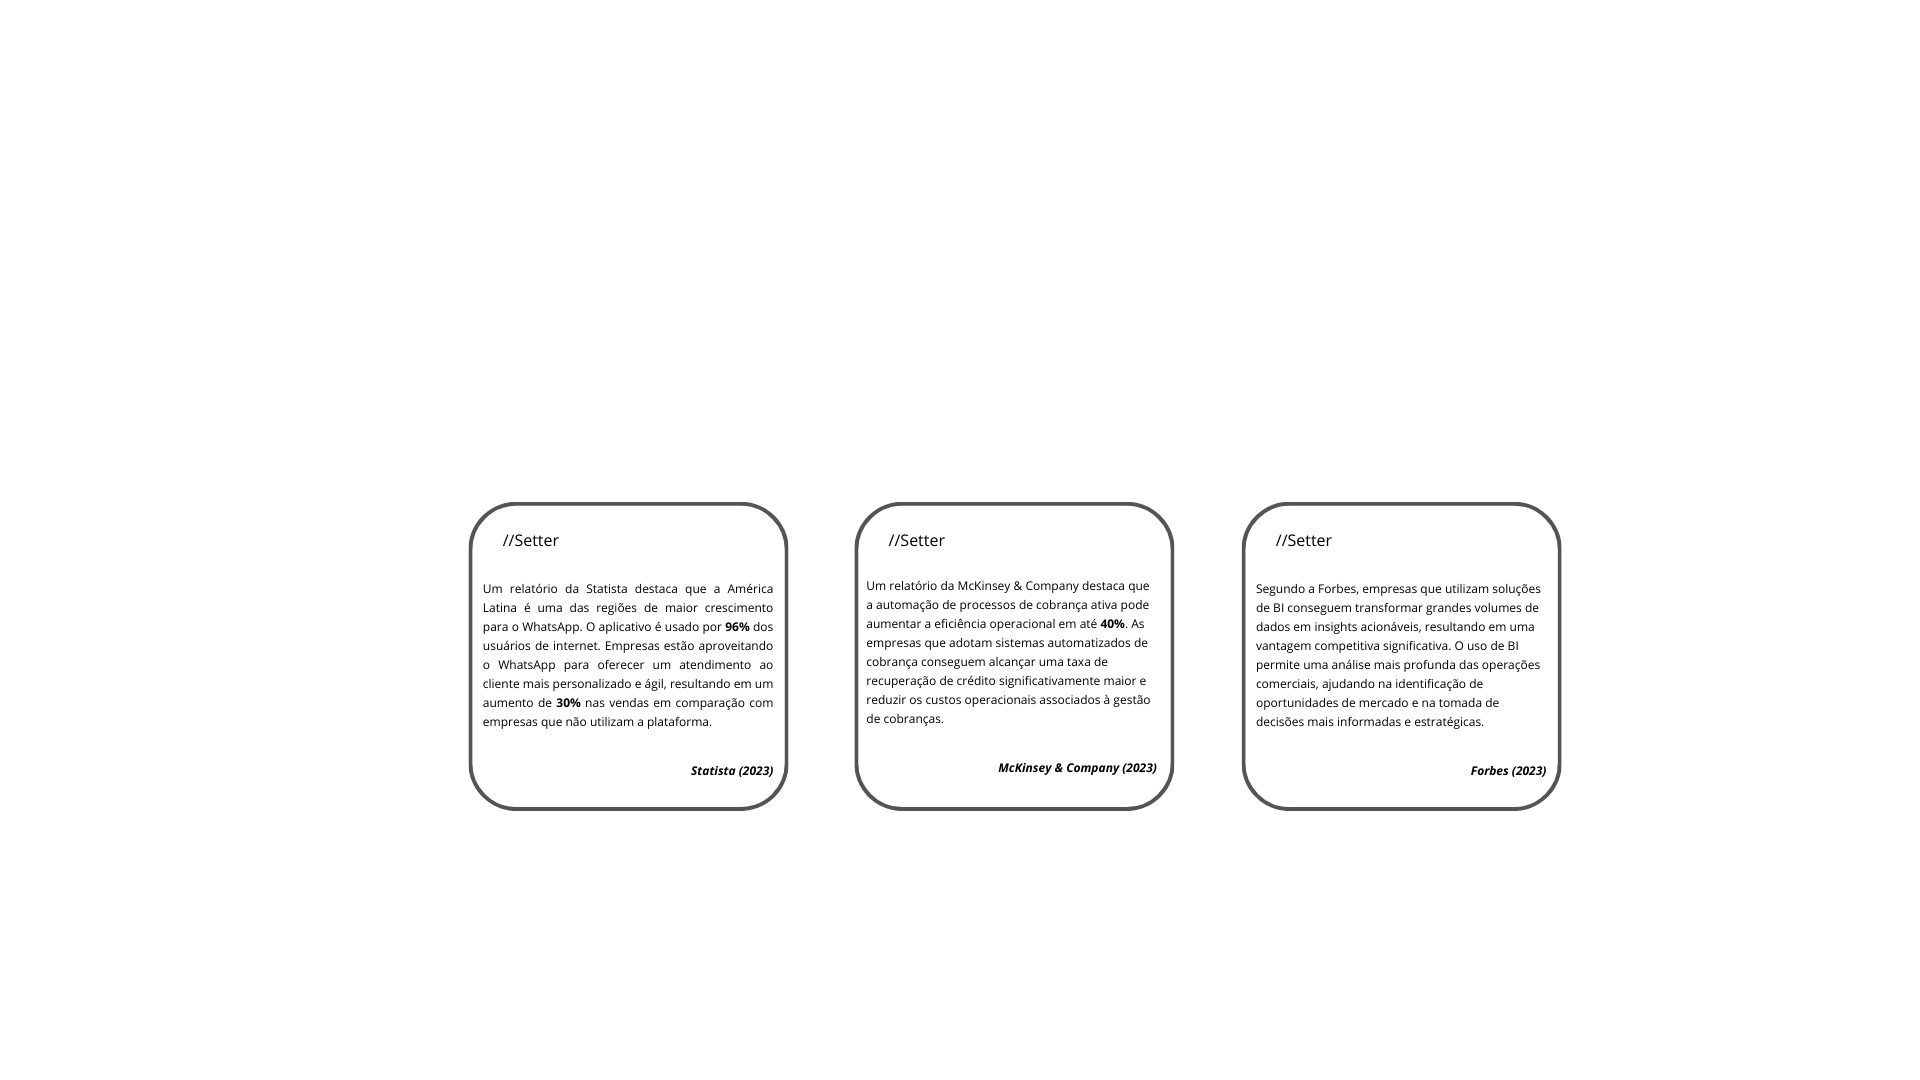 //Setter
Um relatório da Statista destaca que a América
Latina é uma das regiões de maior crescimento
para o WhatsApp. O aplicativo é usado por 96% dos
usuários de internet. Empresas estão aproveitando
o WhatsApp para oferecer um atendimento ao
cliente mais personalizado e ágil, resultando em um
aumento de 30% nas vendas em comparação com
empresas que não utilizam a plataforma.
Statista (2023)
//Setter
Um relatório da McKinsey & Company destaca que
a automação de processos de cobrança ativa pode
aumentar a eficiência operacional em até 40%. As
empresas que adotam sistemas automatizados de
cobrança conseguem alcançar uma taxa de
recuperação de crédito significativamente maior e
reduzir os custos operacionais associados à gestão
de cobranças.
McKinsey & Company (2023)
//Setter
Segundo a Forbes, empresas que utilizam soluções
de BI conseguem transformar grandes volumes de
dados em insights acionáveis, resultando em uma
vantagem competitiva significativa. O uso de BI
permite uma análise mais profunda das operações
comerciais, ajudando na identificação de
oportunidades de mercado e na tomada de
decisões mais informadas e estratégicas.
Forbes (2023)